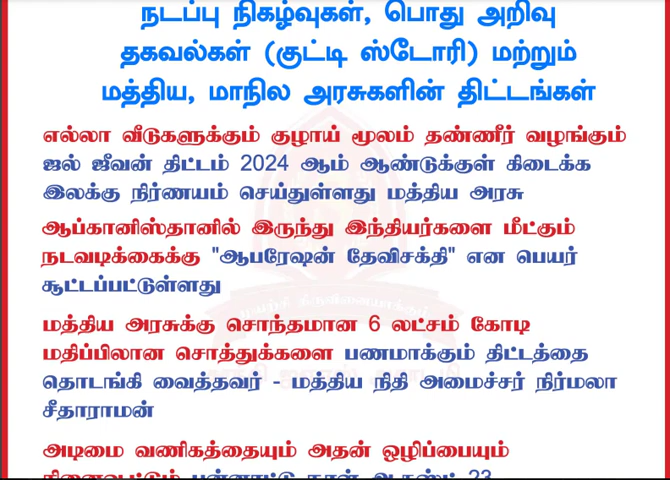 நடப்பு நிகழ்வுகள், பொது அறிவு
தகவல்கள் (குட்டி ஸ்டோரி) மற்றும்
மத்திய, மாநில அரசுகளின் திட்டங்கள்
எல்லா வீடுகளுக்கும் குழாய் மூலம் தண்ணீர் வழங்கும்
ஜல் ஜீவன் திட்டம் 2024 ஆம் ஆண்டுக்குள் கிடைக்க
இலக்கு நிர்ணயம் செய்துள்ளது மத்திய அரசு
ஆப்கானிஸ்தானில் இருந்து இந்தியர்களை மீட்கும்
நடவடிக்கைக்கு "ஆபரேஷன் தேவிசக்தி" என பெயர்
சூட்டப்பட்டுள்ளது
மத்திய அரசுக்கு சொந்தமான 6 லட்சம் கோடி
மதிப்பிலான சொத்துக்களை பணமாக்கும் திட்டத்தை
தொடங்கி வைத்தவர் - மத்திய நிதி அமைச்சர் நிர்மலா
சீதாராமன்
அடிமை வணிகத்தையும் அதன் ஒழிப்பையும்
நினைவூட்டும் பன்னாட்டு நாள் ஆகஸ்ட் 23